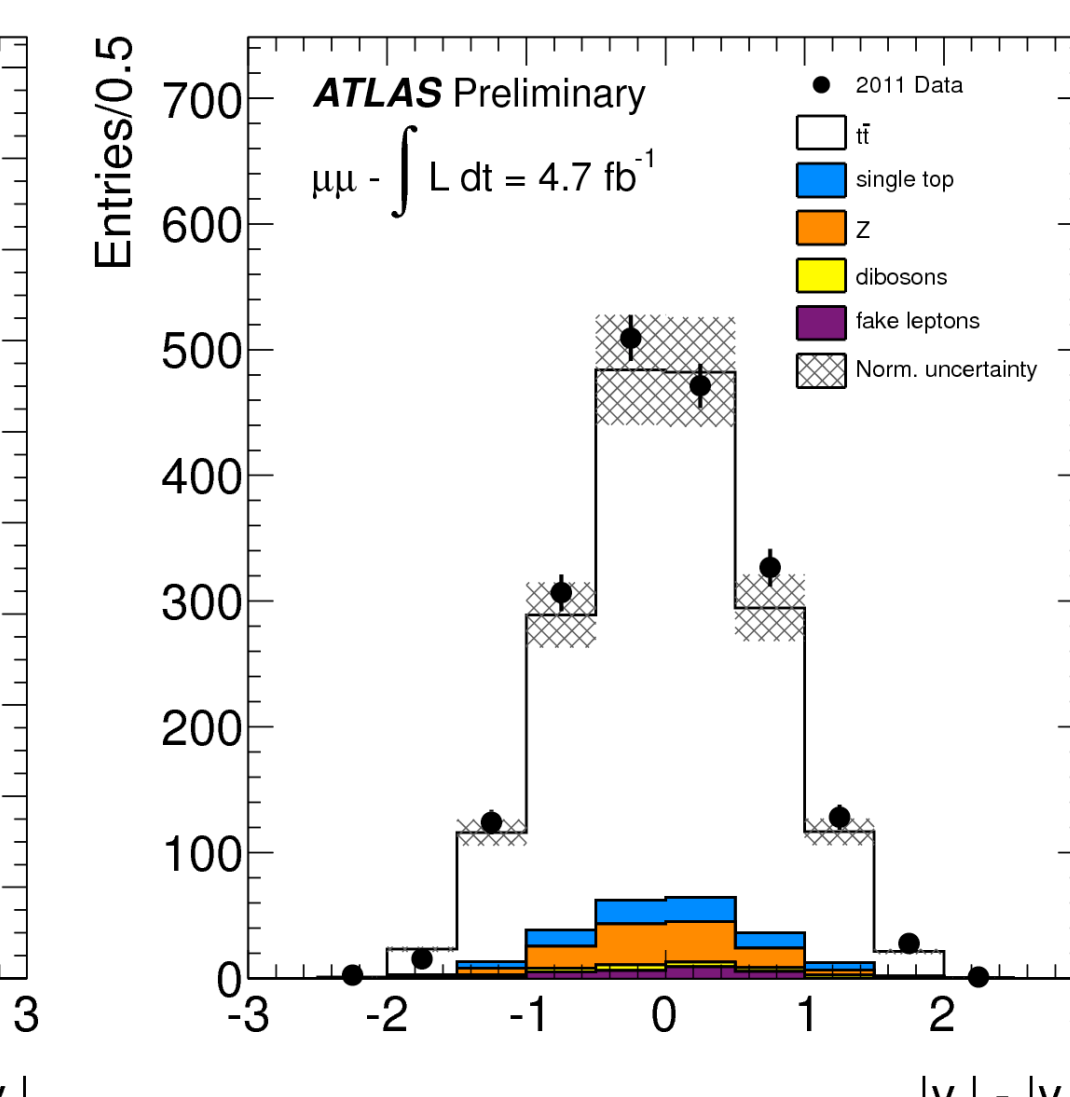 Entries/0.5
ATLAS Preliminary
μμ - ∫ L dt = 4.7 fb⁻¹
2011 Data
tt̄
single top
Z
dibosons
fake leptons
Norm. uncertainty
700
600
500
400
300
200
100
0
3
-3 -2 -1 0 1 2